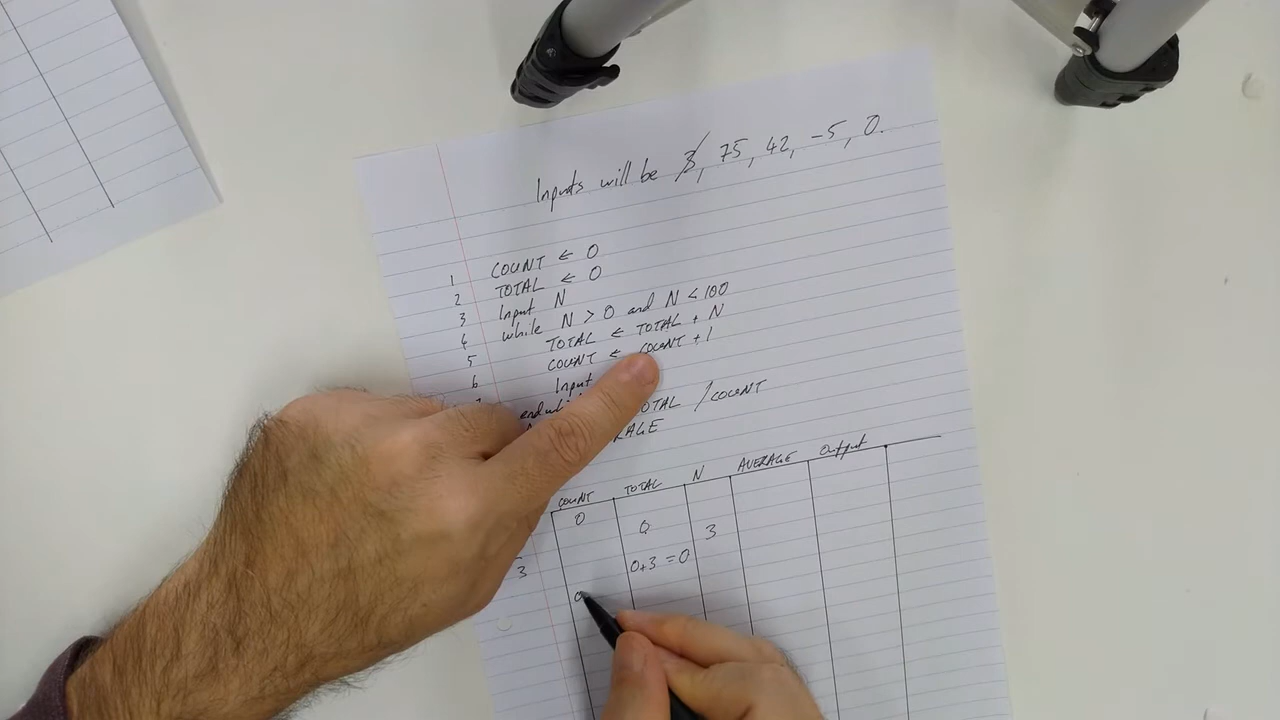 Inputs will be 3, 75, 42, -5, 0.
1 COUNT ← 0
2 TOTAL ← 0
3 Input N
4 while N > 0 and N < 100
5 TOTAL ← TOTAL + N
6 COUNT ← COUNT + 1
Input
TOTAL / COUNT
COUNT TOTAL N AVERAGE Output
0
0
3
3 0+3 = 0
0